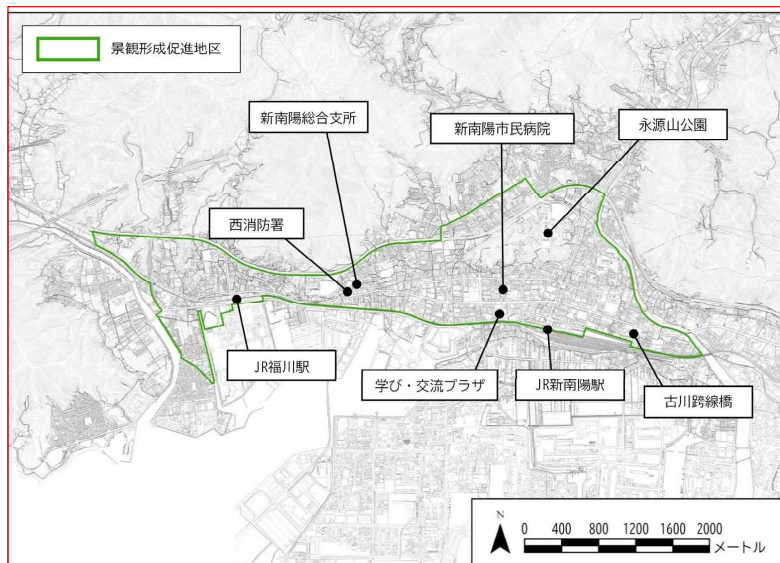 景観形成促進地区
新南陽総合支所
新南陽市民病院
永源山公園
西消防署
JR福川駅
学び・交流プラザ
JR新南陽駅
古川跨線橋
N
0 400 800 1200 1600 2000
メートル